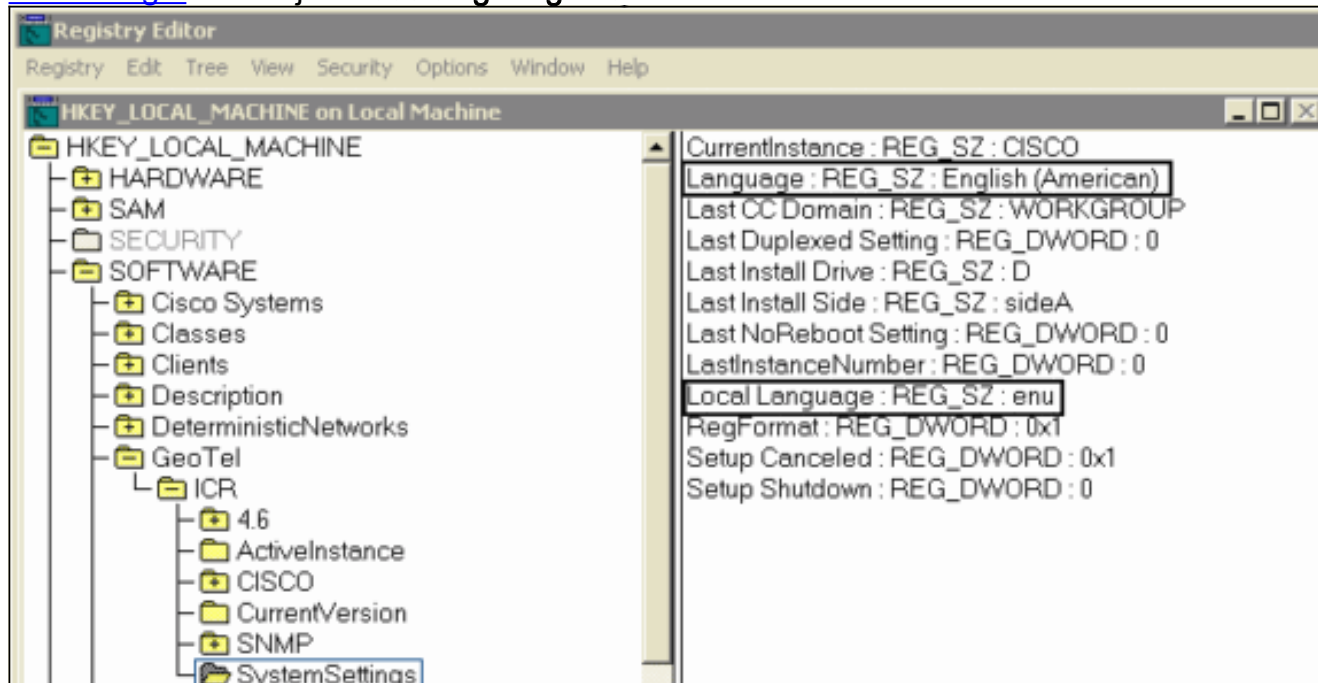 Registry Editor
Registry Edit Tree View Security Options Window Help
HKEY_LOCAL_MACHINE on Local Machine
HKEY_LOCAL_MACHINE
HARDWARE
SAM
SECURITY
SOFTWARE
Cisco Systems
Classes
Clients
Description
DeterministicNetworks
GeoTel
ICR
4.6
ActiveInstance
CISCO
CurrentVersion
SNMP
SystemSettings
CurrentInstance : REG_SZ : CISCO
Language : REG_SZ : English (American)
Last CC Domain : REG_SZ : WORKGROUP
Last Duplexed Setting : REG_DWORD : 0
Last Install Drive : REG_SZ : D
Last Install Side : REG_SZ : sideA
Last NoReboot Setting : REG_DWORD : 0
LastInstanceNumber : REG_DWORD : 0
Local Language : REG_SZ : enu
RegFormat : REG_DWORD : 0x1
Setup Canceled : REG_DWORD : 0x1
Setup Shutdown : REG_DWORD : 0